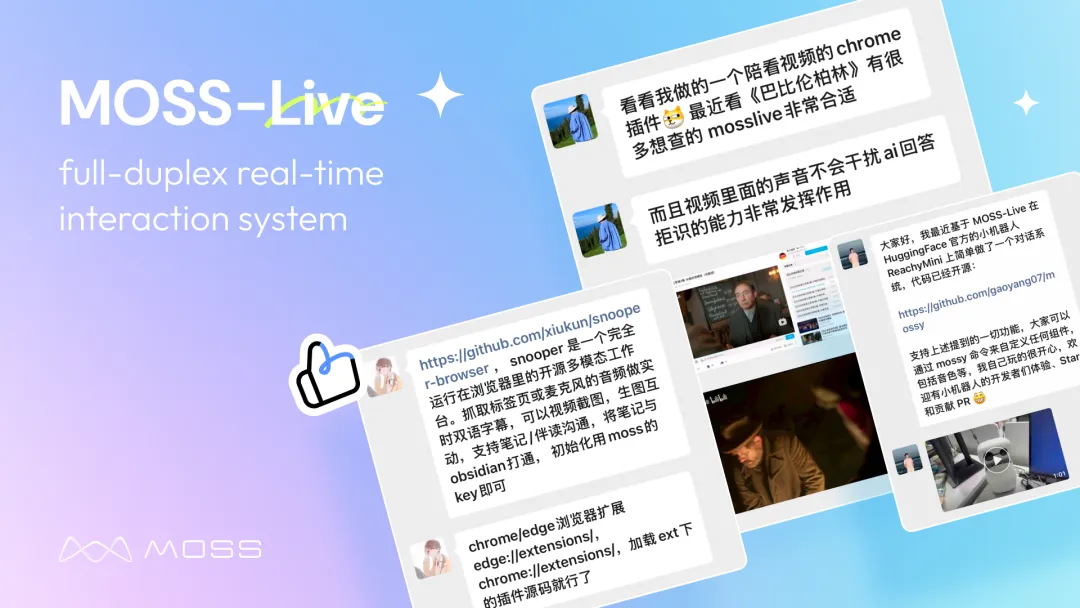 MOSS-Live
full-duplex real-time
interaction system
看看我做的一个陪看视频的 chrome
插件😼 最近看《巴比伦柏林》有很
多想查的 mosslive 非常合适
而且视频里面的声音不会干扰 ai 回答
拒识的能力非常发挥作用
大家好，我最近基于 MOSS-Live 在
HuggingFace 官方的小机器人
ReachyMini 上简单做了一个对话系
统，代码已经开源：
https://github.com/gaoyang07/m
ossy
支持上述提到的一切功能，大家可以
通过 mossy 命令来自定义任何组件，
包括音色等，我自己玩的很开心，欢
迎有小机器人的开发者们体验、Star
和贡献 PR 😁
1:01
https://github.com/xiukun/snoope
r-browser ， snooper 是一个完全
运行在浏览器里的开源多模态工作
台。抓取标签页或麦克风的音频做实
时双语字幕，可以视频截图，生图互
动，支持笔记/伴读沟通，将笔记与
obsidian打通， 初始化用moss的
key即可
chrome/edge浏览器扩展
edge://extensions/，
chrome://extensions/，加载ext下
的插件源码就行了
MOSS